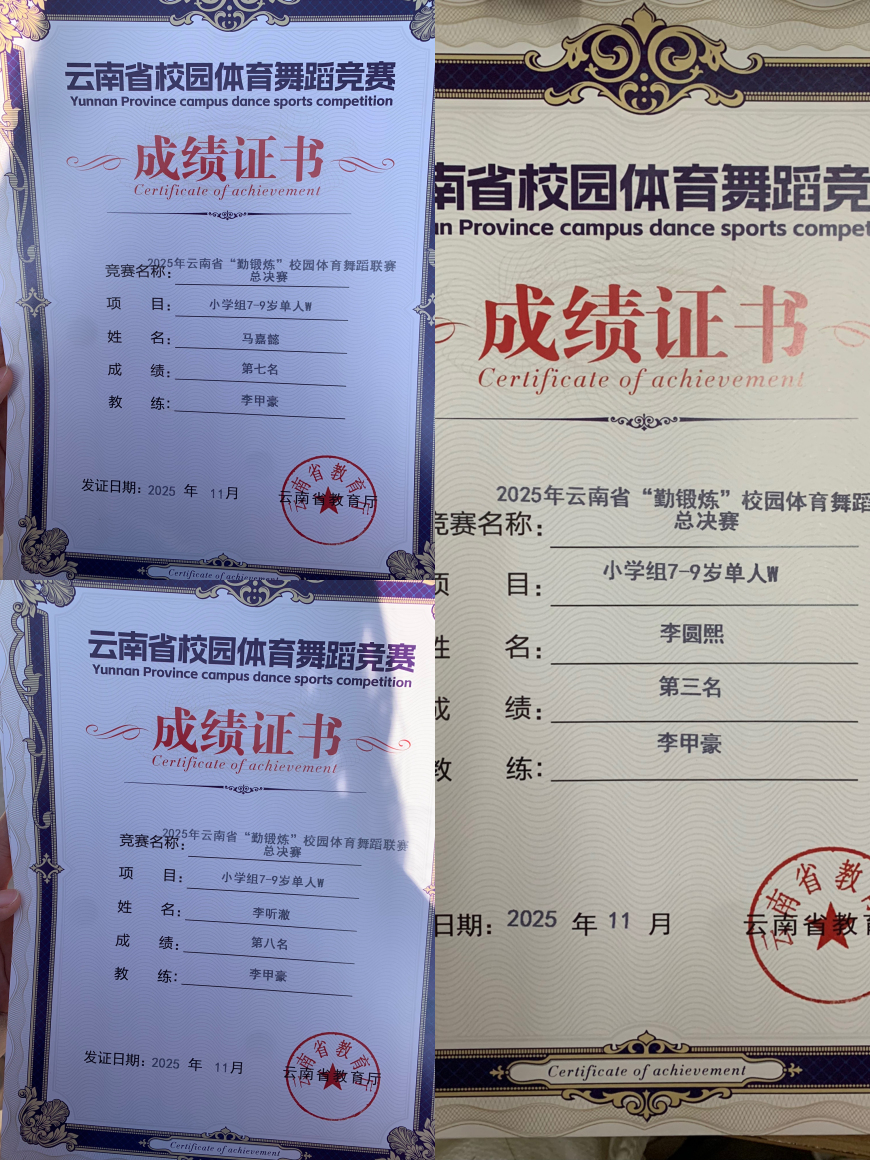 云南省校园体育舞蹈竞赛
Yunnan Province campus dance sports competition
成绩证书
Certificate of achievement
竞赛名称：2025年云南省“勤锻炼”校园体育舞蹈联赛
总决赛
项 目：小学组7-9岁单人W
姓 名：马嘉懿
成 绩：第七名
教 练：李甲豪
发证日期：2025 年 11月
云南省教育厅
云南省教育厅
Certificate of achievement
云南省校园体育舞蹈竞赛
Yunnan Province campus dance sports competition
成绩证书
Certificate of achievement
竞赛名称：2025年云南省“勤锻炼”校园体育舞蹈联赛
总决赛
项 目：小学组7-9岁单人W
姓 名：李听澈
成 绩：第八名
教 练：李甲豪
发证日期：2025 年 11月
云南省教育厅
云南省教育厅
Certificate of achievement
南省校园体育舞蹈竞
an Province campus dance sports compet
成绩证书
Certificate of achievement
竞赛名称：2025年云南省“勤锻炼”校园体育舞蹈
总决赛
项 目：小学组7-9岁单人W
姓 名：李圆熙
成 绩：第三名
教 练：李甲豪
日期：2025 年 11 月
云南省教育
云南省教育
Certificate of achievement